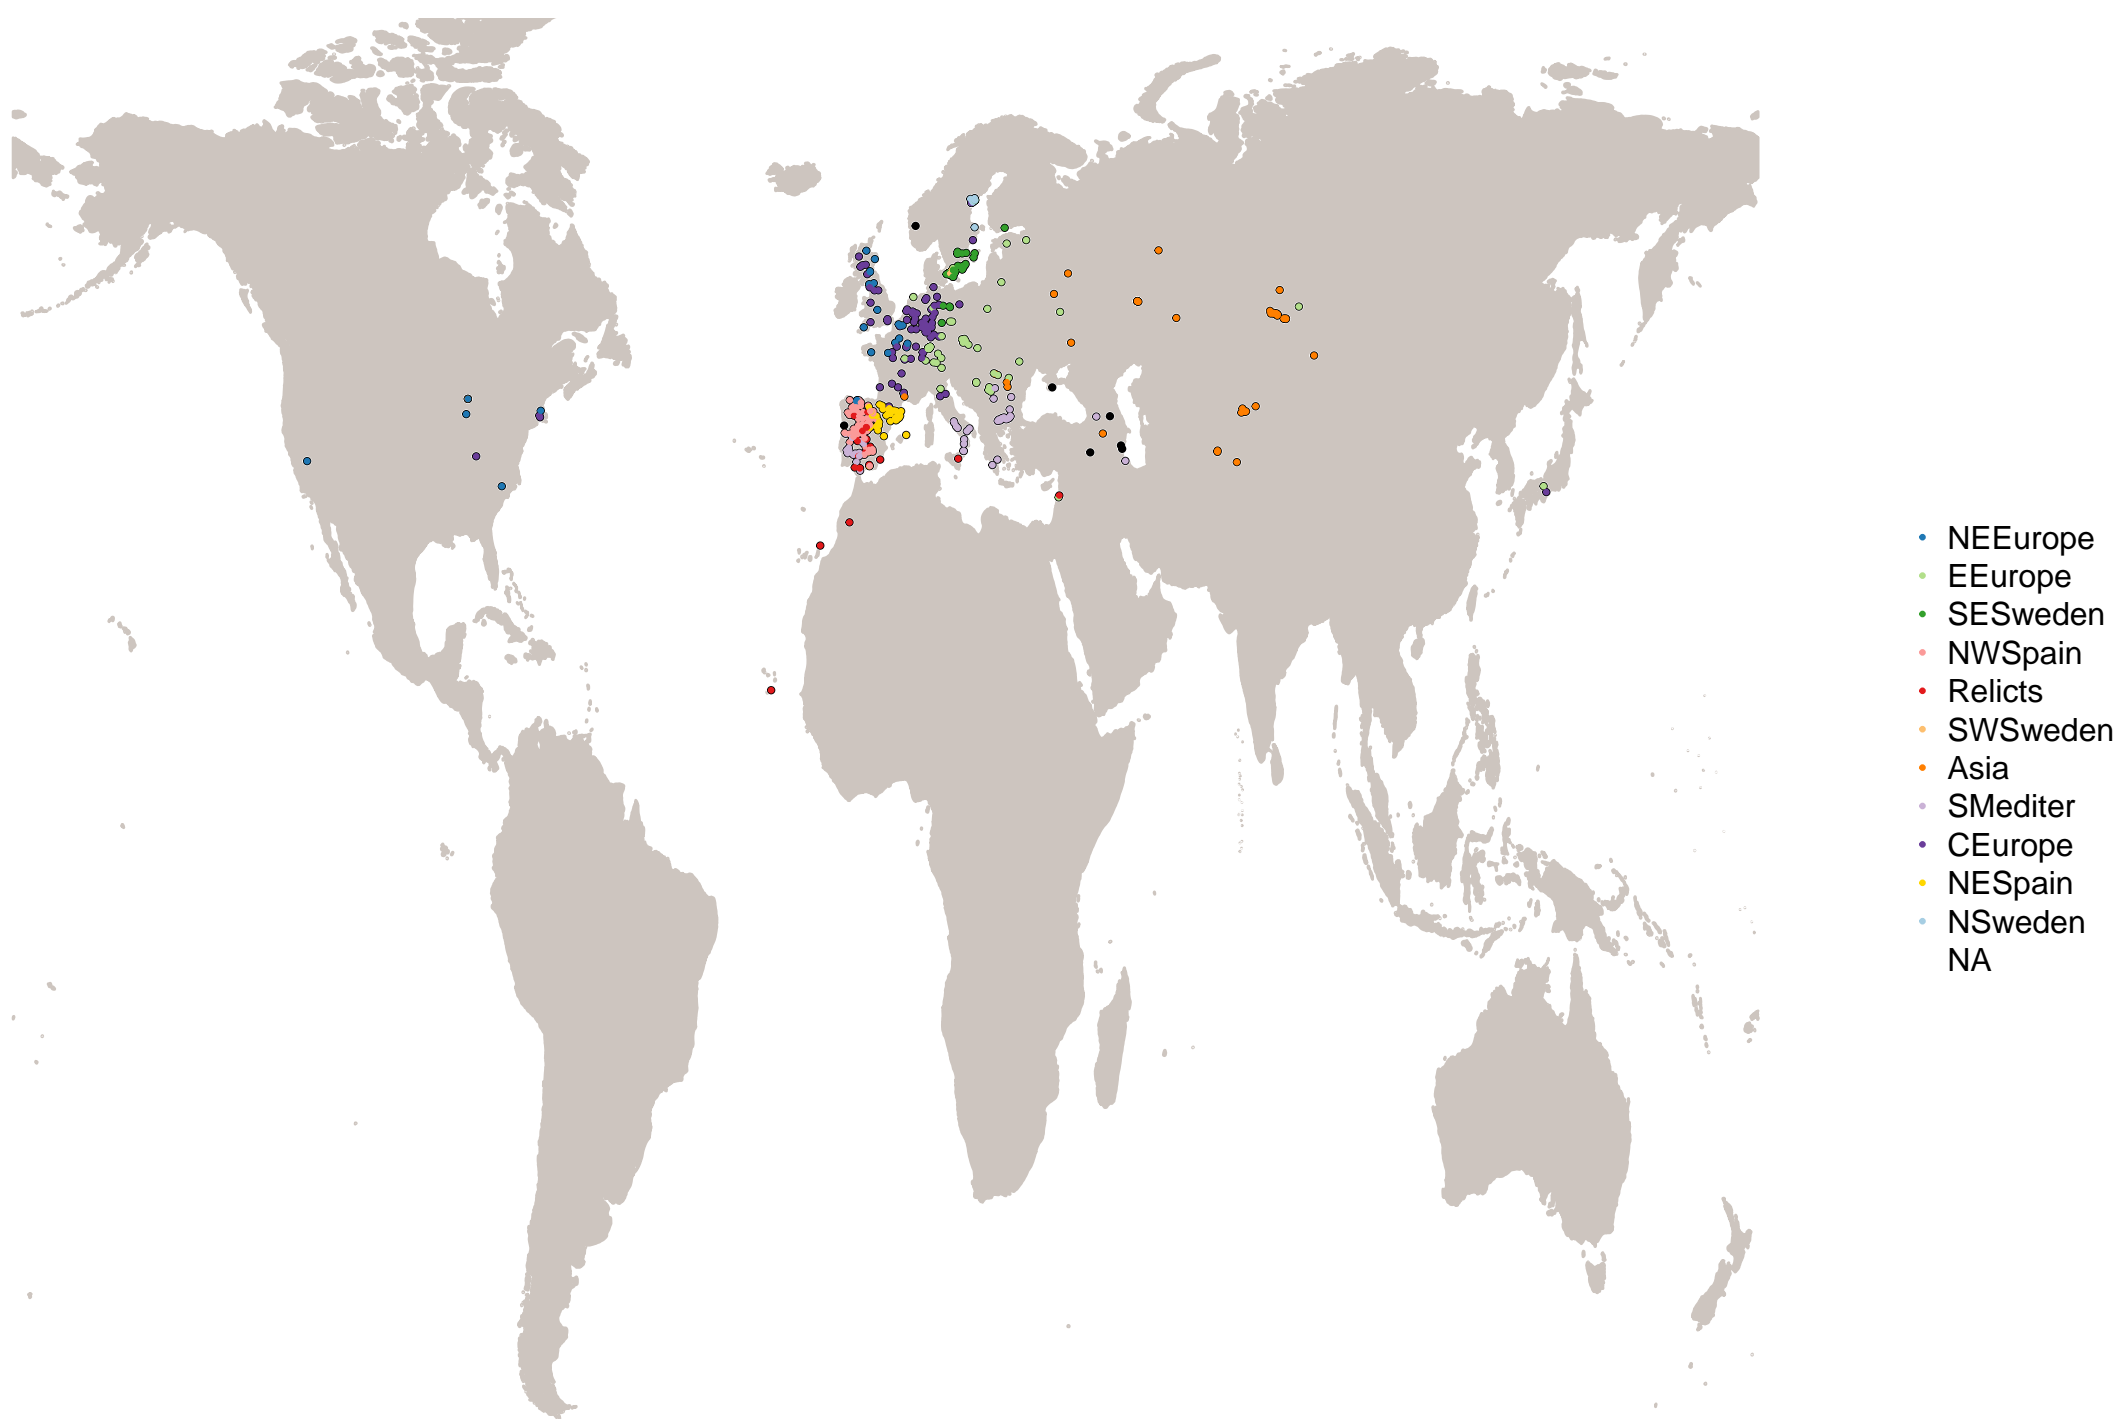 NEEurope
EEurope
SESweden
NWSpain
Relicts
SWSweden
Asia
SMediter
CEurope
NESpain
NSweden
NA